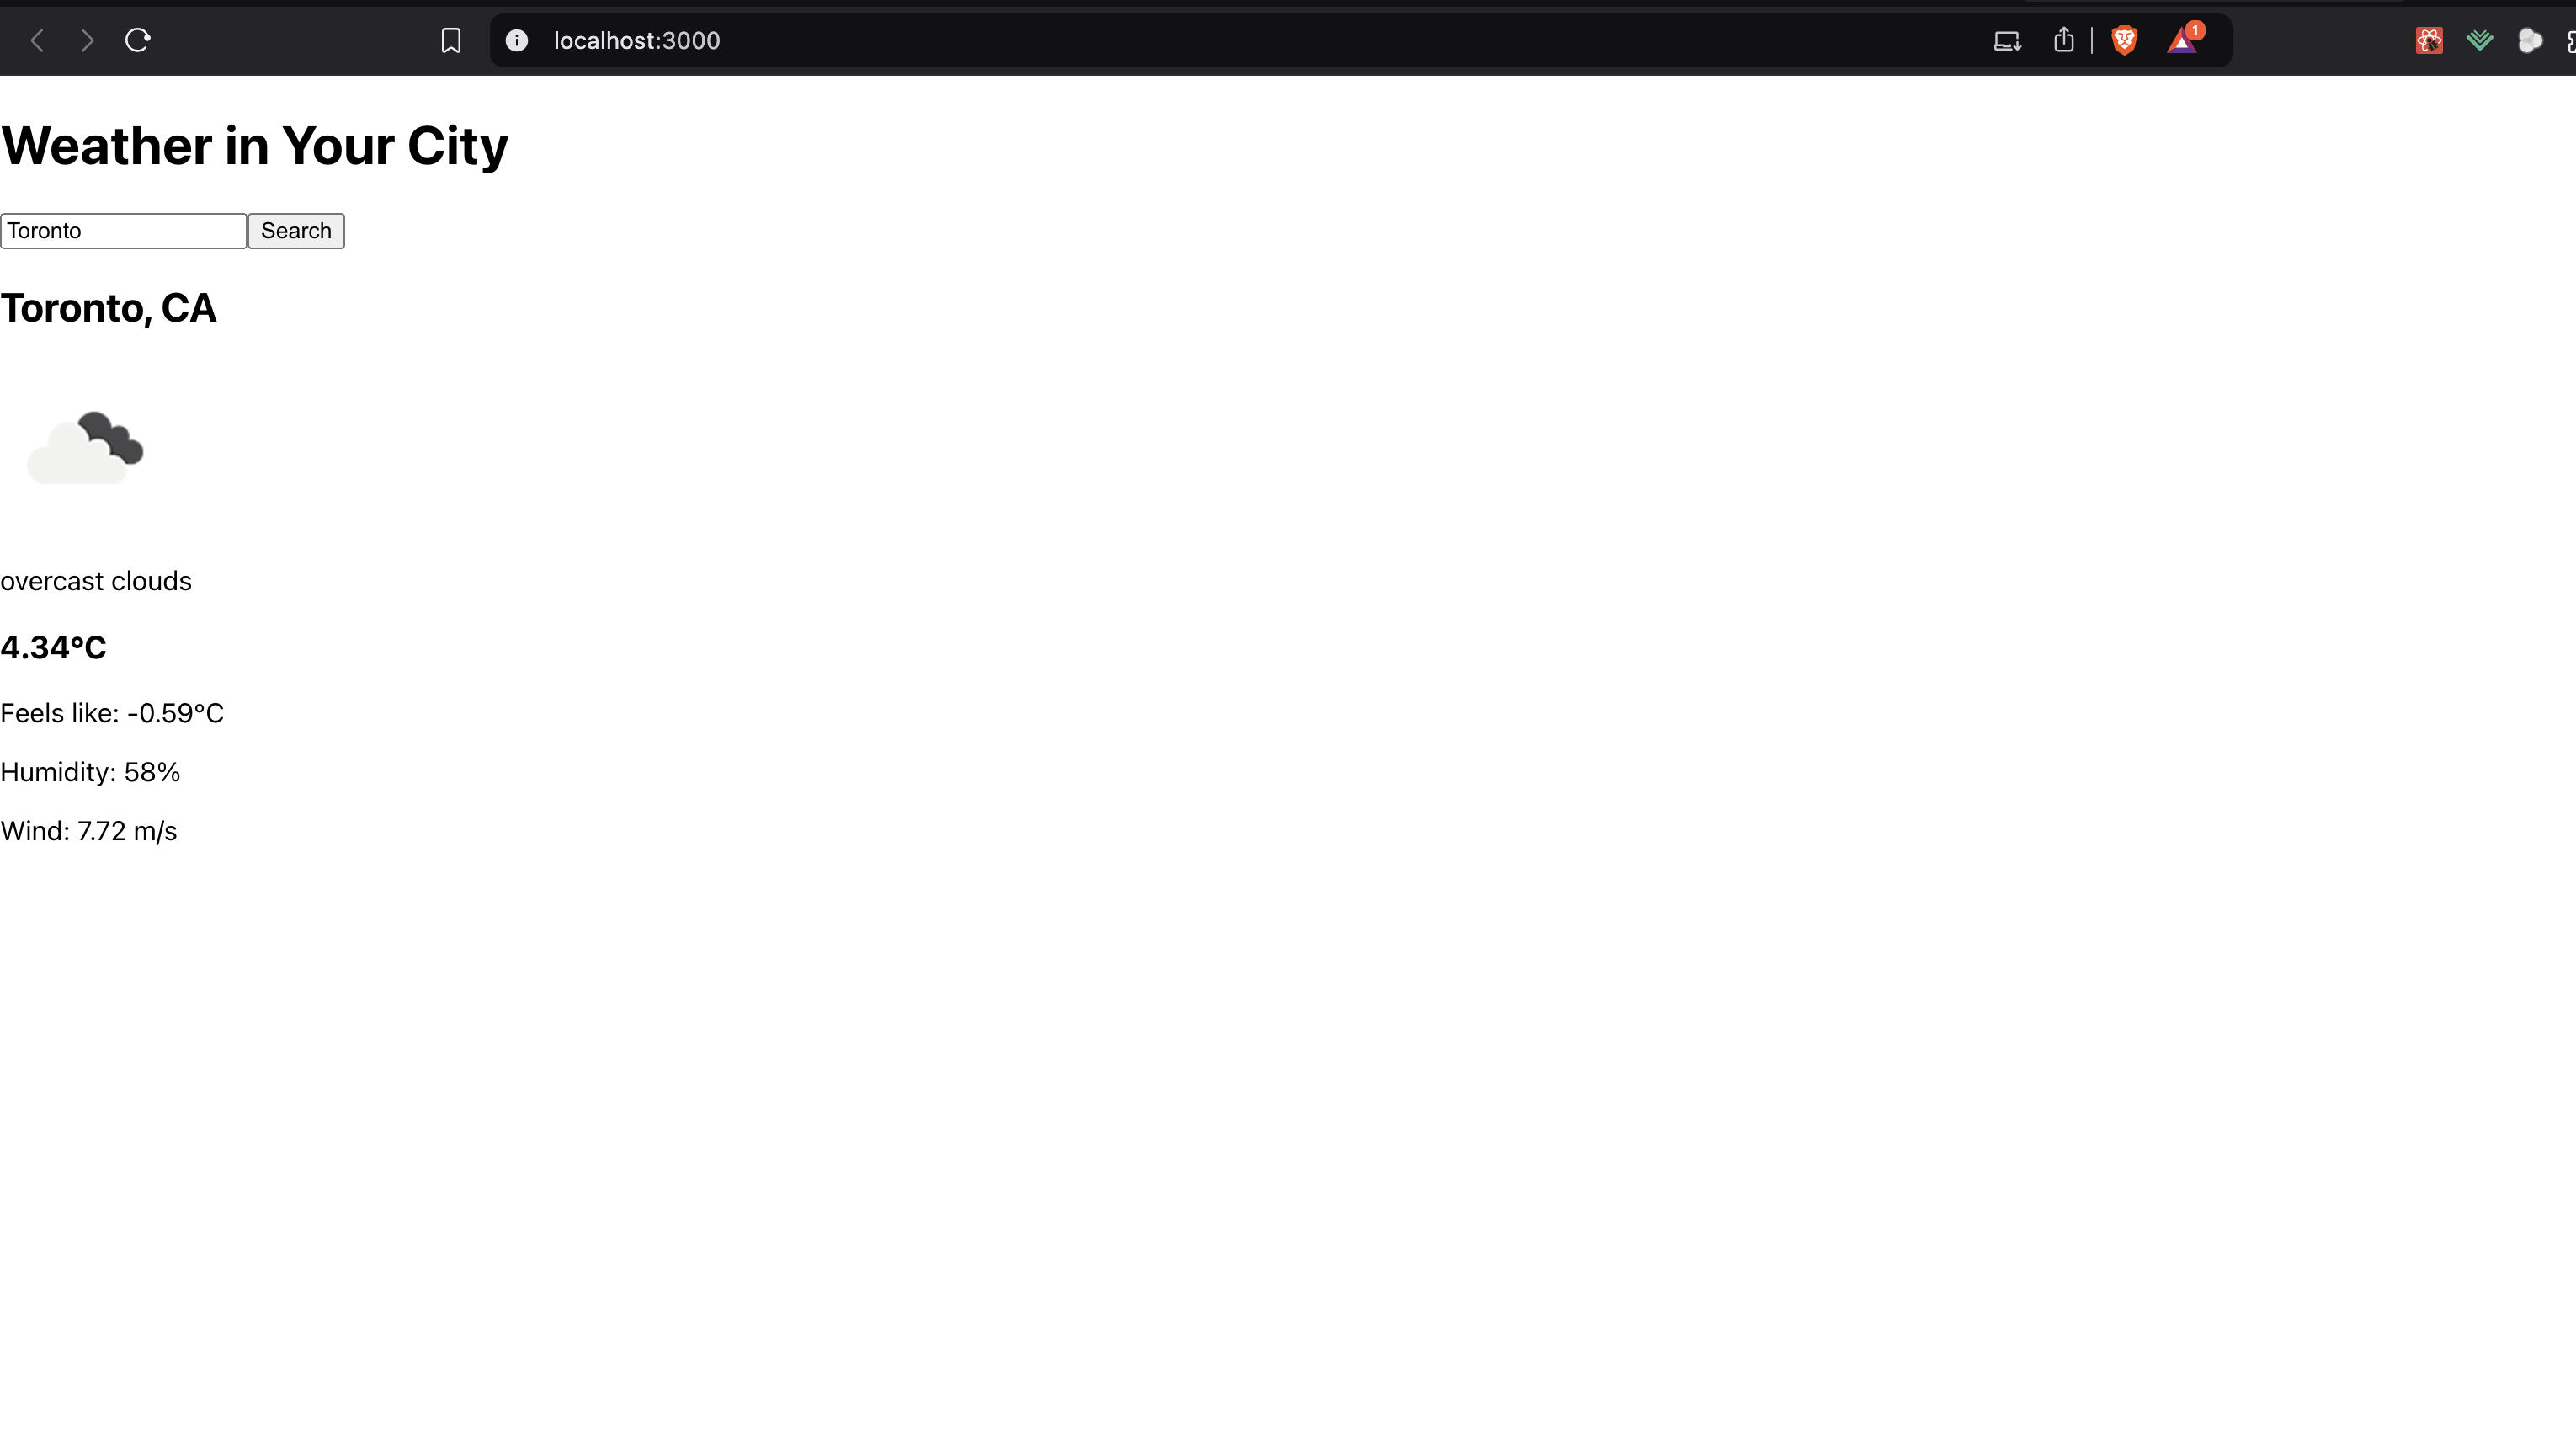 localhost:3000
1
Weather in Your City
Toronto Search
Toronto, CA
overcast clouds
4.34°C
Feels like: -0.59°C
Humidity: 58%
Wind: 7.72 m/s